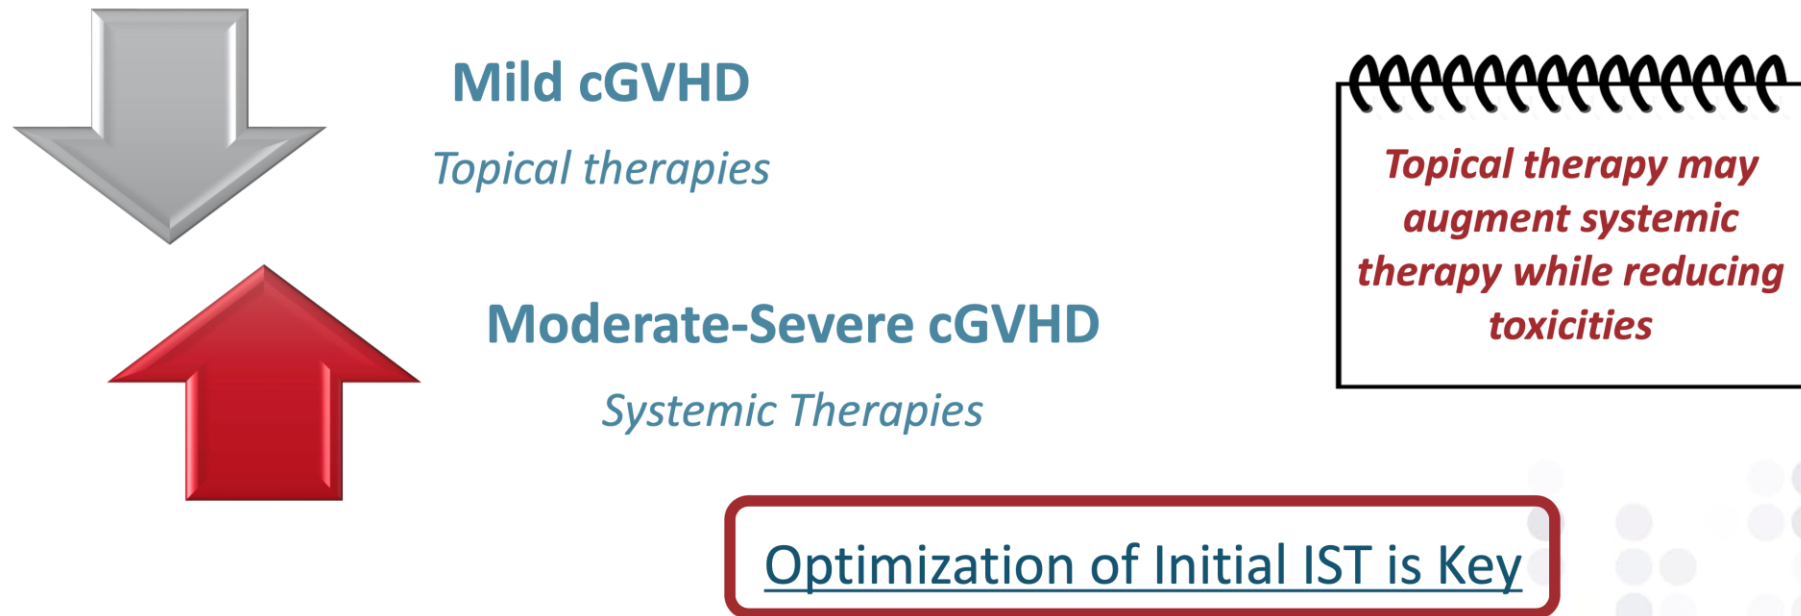 Mild cGVHD
Topical therapies
Moderate-Severe cGVHD
Systemic Therapies
Topical therapy may
augment systemic
therapy while reducing
toxicities
Optimization of Initial IST is Key